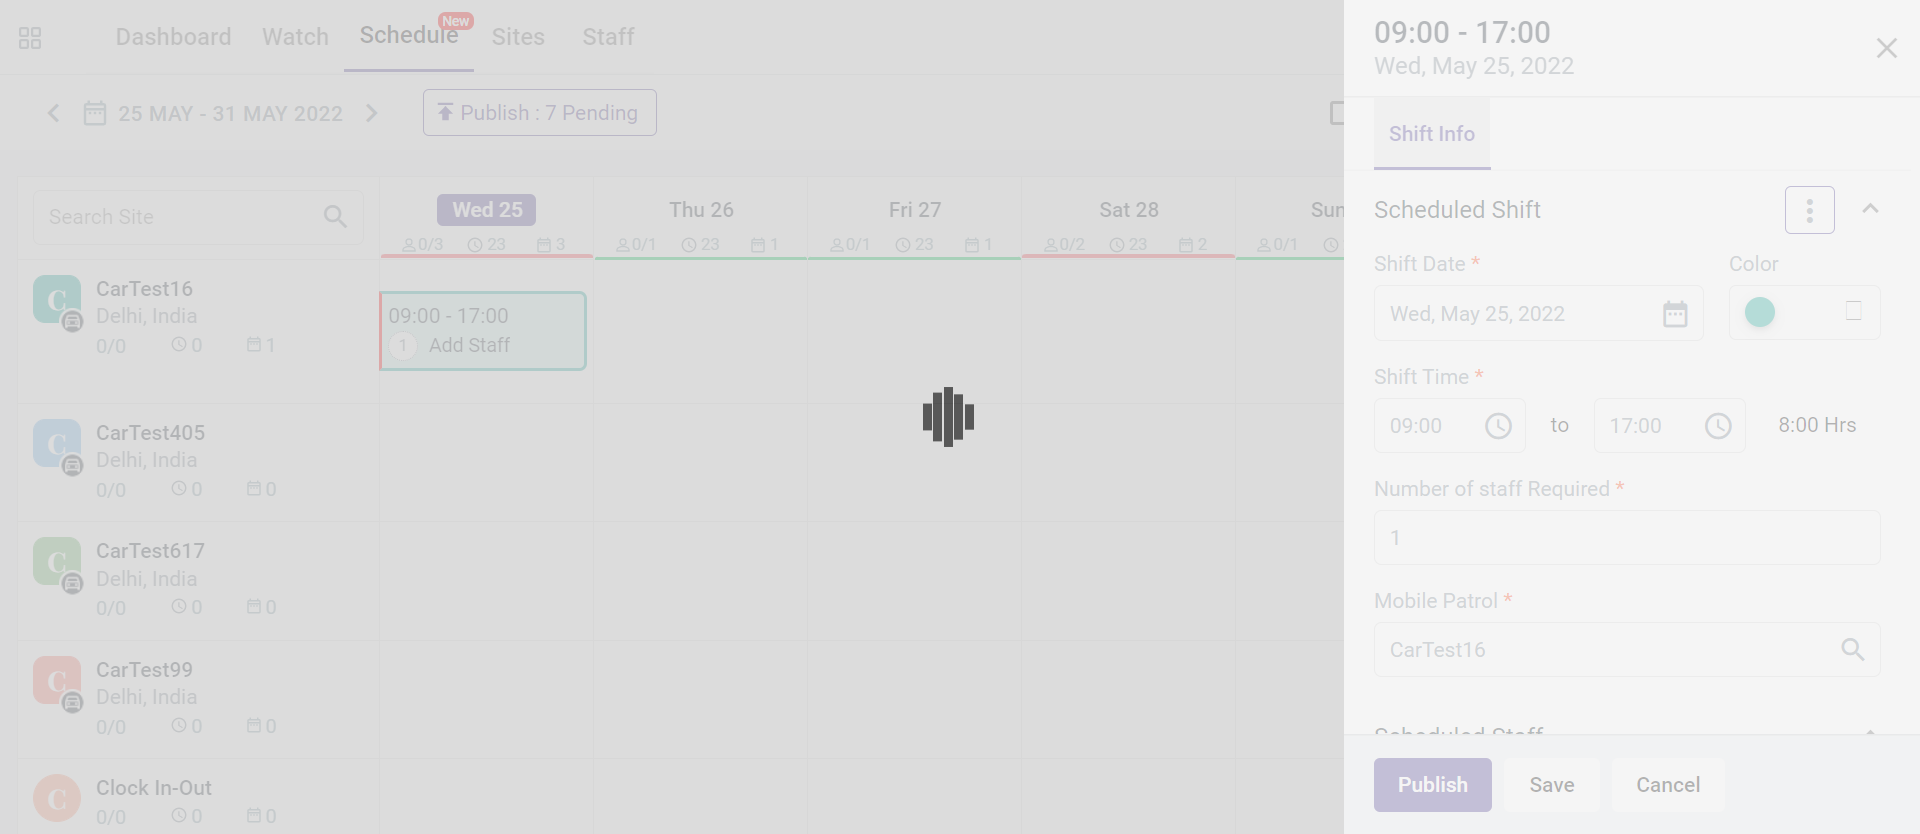 Dashboard Watch Schedule New Sites Staff
25 MAY - 31 MAY 2022 Publish : 7 Pending
Search Site
Wed 25 Thu 26 Fri 27 Sat 28 Sun
0/3 23 3 0/1 23 1 0/1 23 1 0/2 23 2 0/1
C CarTest16
Delhi, India
0/0 0 1
09:00 - 17:00
1 Add Staff
C CarTest405
Delhi, India
0/0 0 0
C CarTest617
Delhi, India
0/0 0 0
C CarTest99
Delhi, India
0/0 0 0
C Clock In-Out
0/0 0 0
09:00 - 17:00
Wed, May 25, 2022
Shift Info
Scheduled Shift
Shift Date * Color
Wed, May 25, 2022
Shift Time *
09:00 to 17:00 8:00 Hrs
Number of staff Required *
1
Mobile Patrol *
CarTest16
Scheduled Staff
Publish Save Cancel